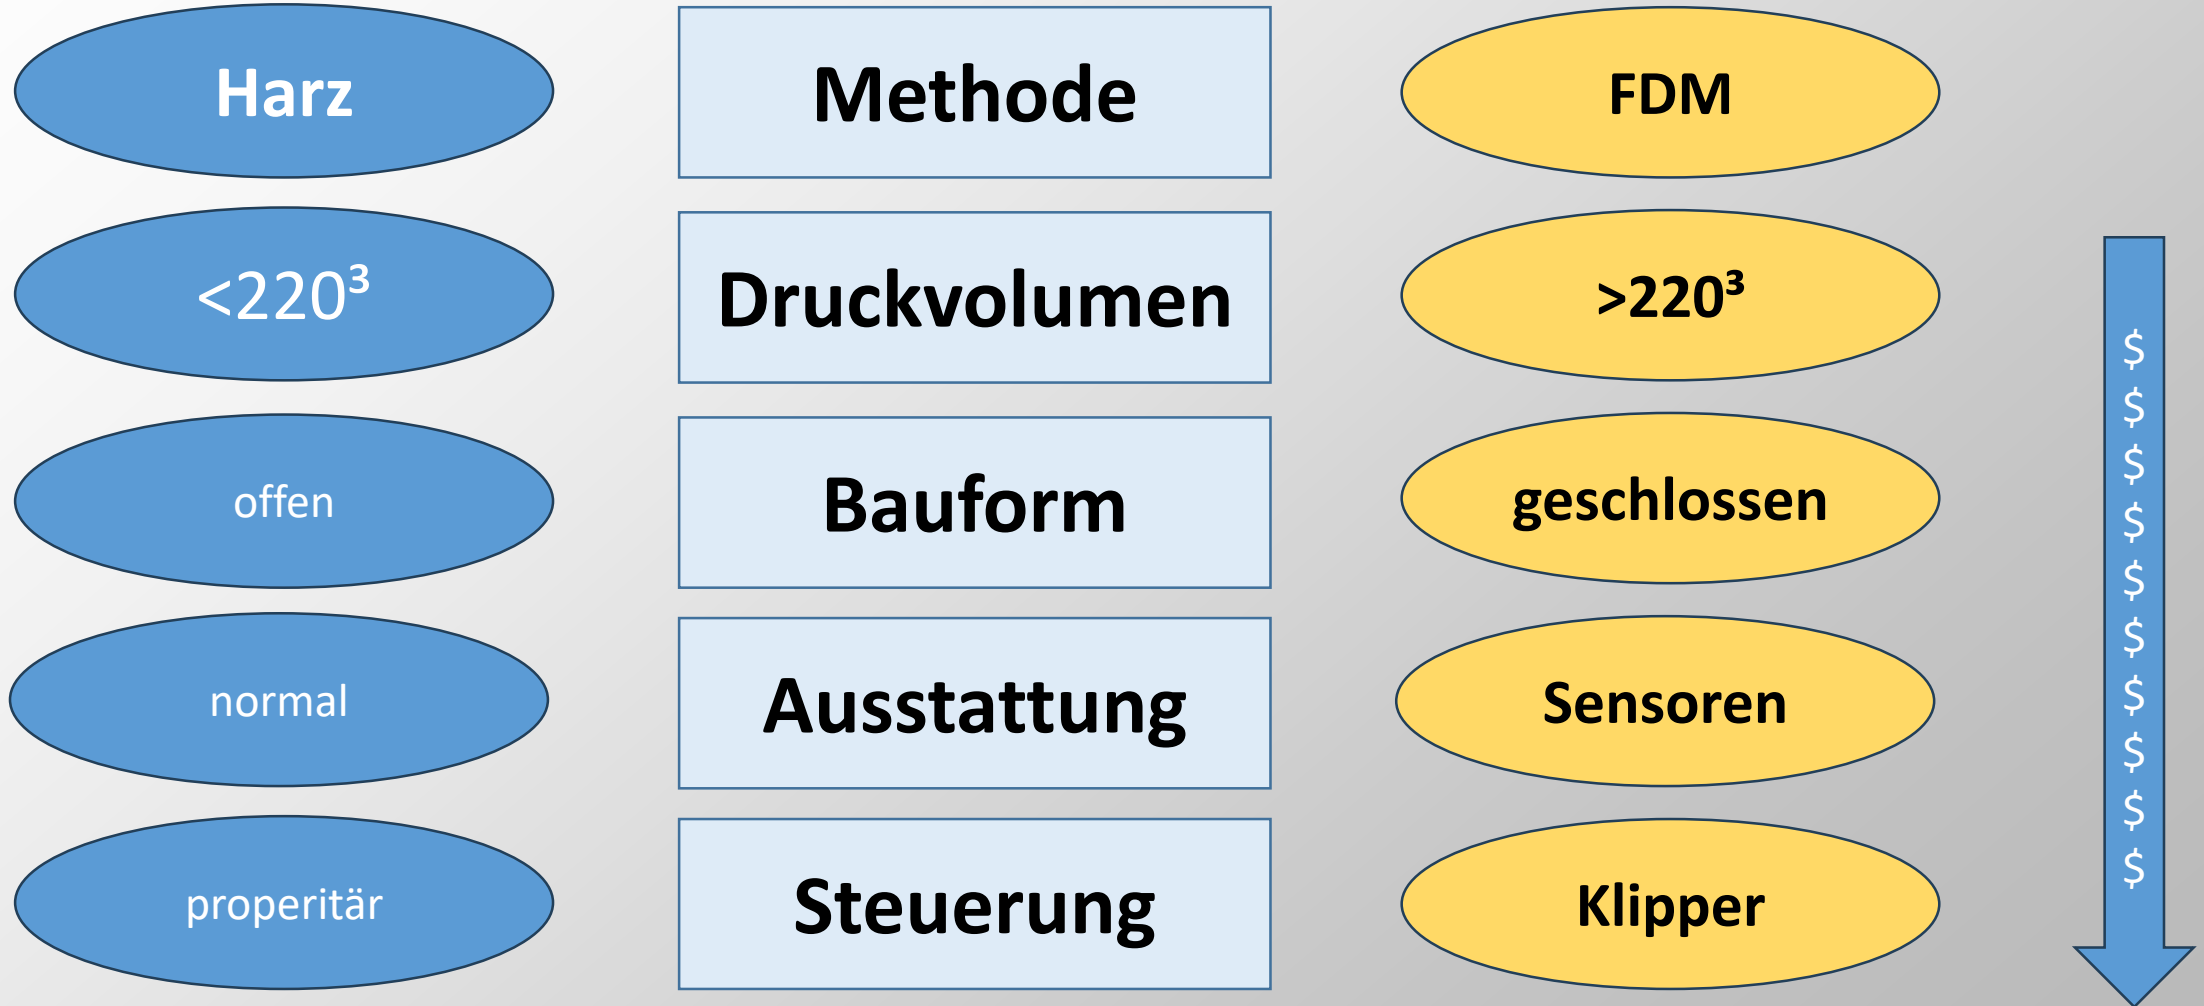 Harz
Methode
FDM
<220³
Druckvolumen
>220³
offen
Bauform
geschlossen
normal
Ausstattung
Sensoren
properitär
Steuerung
Klipper
$
$
$
$
$
$
$
$
$
$